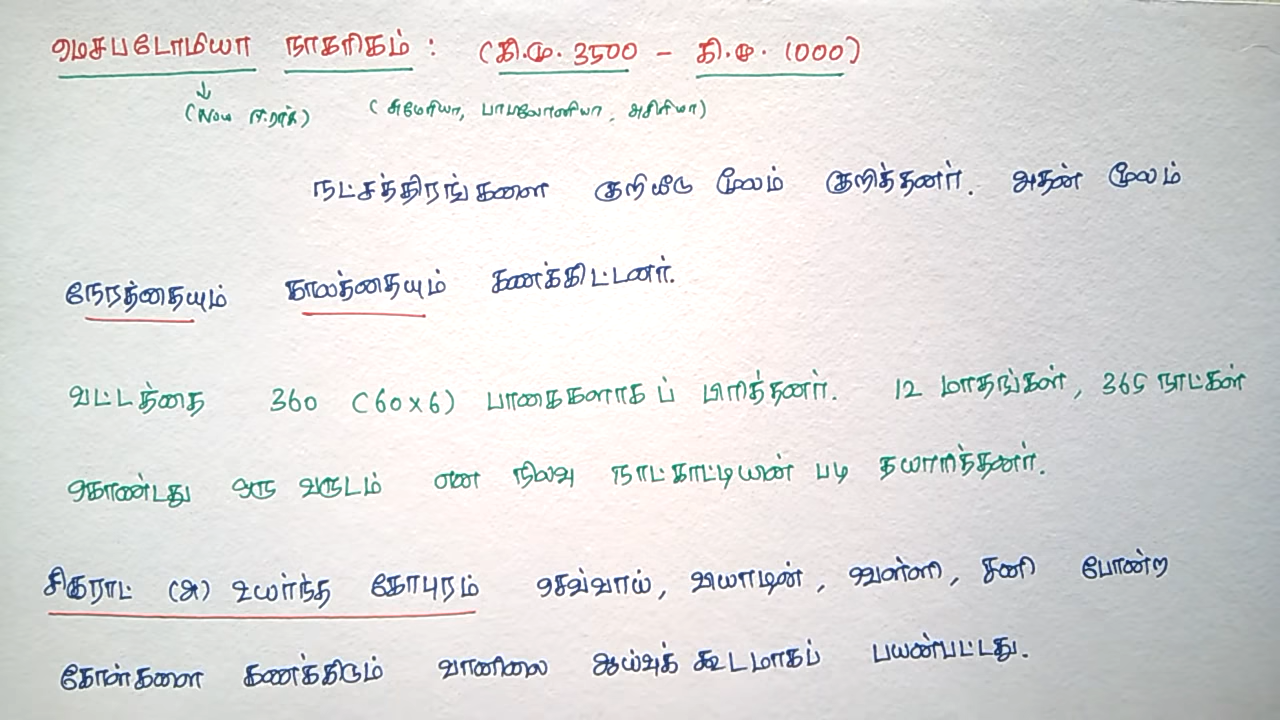 மெசபடோமியா நாகரிகம் : (கி.மு. 3500 - கி.மு. 1000)
(Now ஈராக்) (சுமேரியா, பாபிலோனியா, அசிரியா)
நட்சத்திரங்களை குறியீடு மூலம் குறித்தனர். அதன் மூலம்
நேரத்தையும் காலத்தையும் கணக்கிட்டனர்.
வட்டத்தை 360 (60x6) பாகைகளாகப் பிரித்தனர். 12 மாதங்கள், 365 நாட்கள்
கொண்டது ஒரு வருடம் என நிலவு நாட்காட்டியின் படி தயாரித்தனர்.
சிகுராட் (அ) உயர்ந்த கோபுரம் செவ்வாய், வியாழன், வெள்ளி, சனி போன்ற
கோள்களை கணக்கிடும் வானிலை ஆய்வுக் கூடமாகப் பயன்பட்டது.